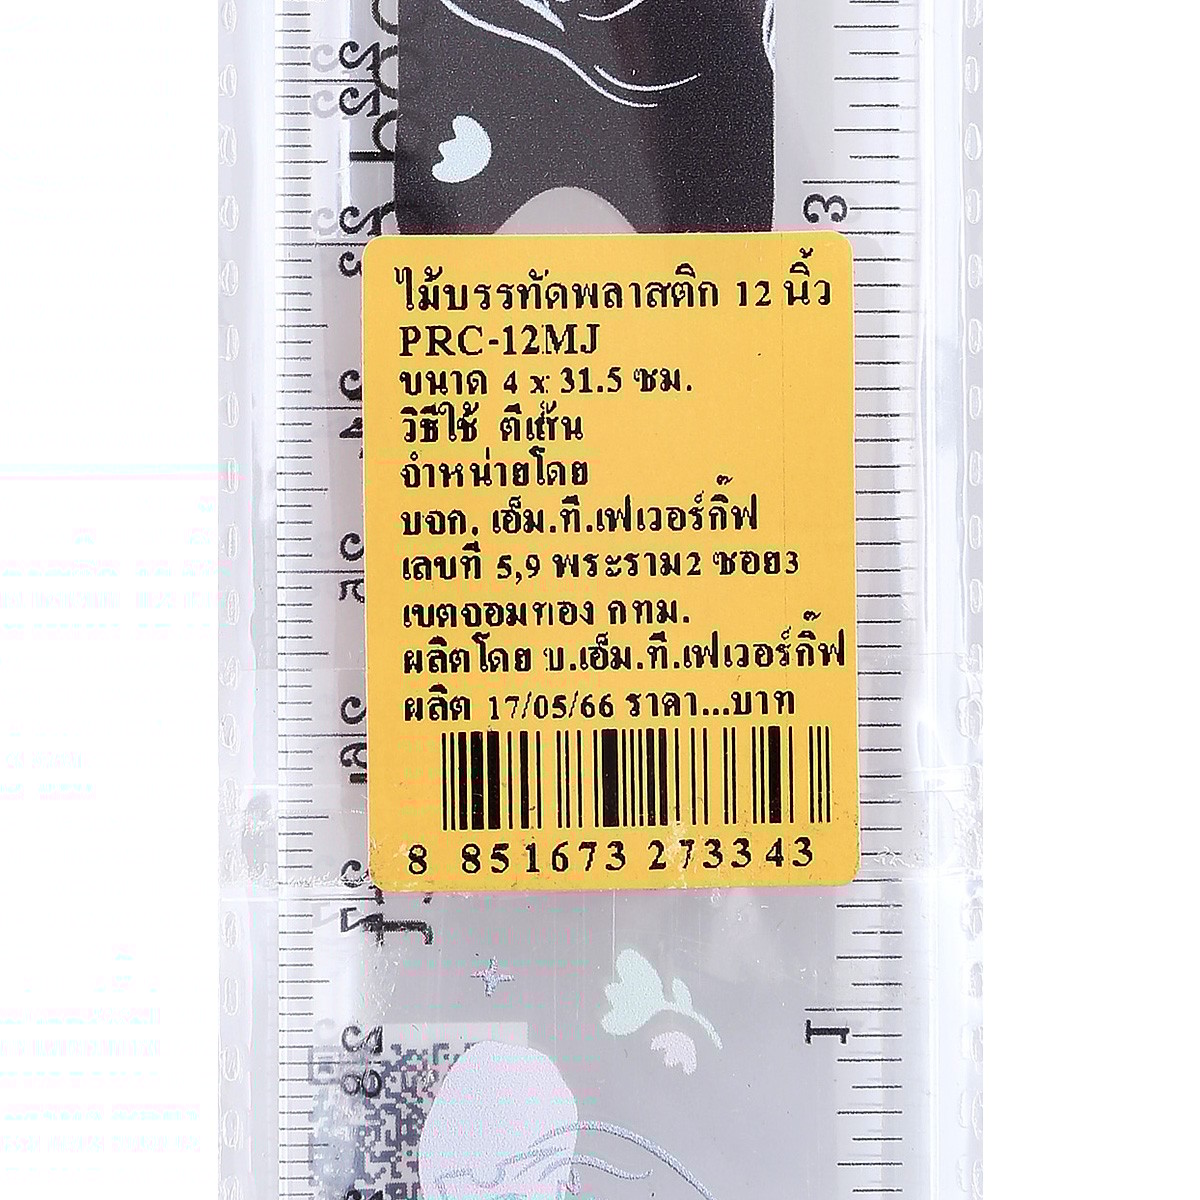 ไม้บรรทัดพลาสติก 12 นิ้ว
PRC-12MJ
ขนาด 4 x 31.5 ซม.
วิธีใช้ ตีเส้น
จำหน่ายโดย
บจก. เอ็ม.ที.เฟเวอร์กิ๊ฟ
เลขที่ 5,9 พระราม2 ซอย3
เขตจอมทอง กทม.
ผลิตโดย บ.เอ็ม.ที.เฟเวอร์กิ๊ฟ
ผลิต 17/05/66 ราคา...บาท
8 851673 273343
3
1